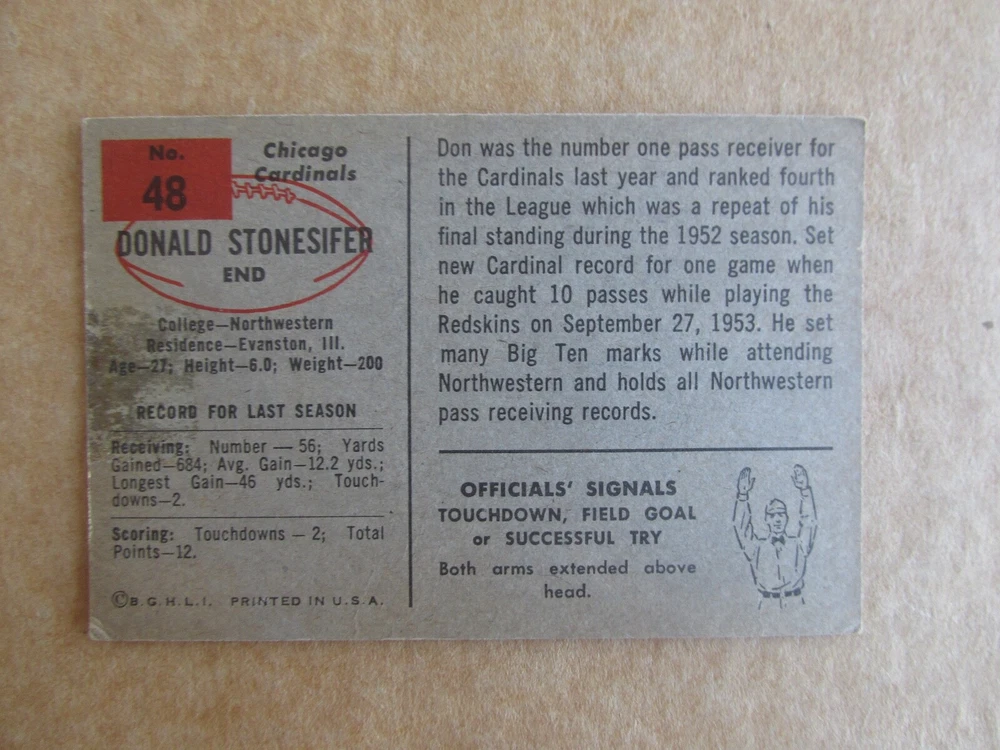 No.
48
Chicago
Cardinals
DONALD STONESIFER
END
College—Northwestern
Residence—Evanston, Ill.
Age—27; Height—6.0; Weight—200
RECORD FOR LAST SEASON
Receiving: Number — 56; Yards
Gained—684; Avg. Gain—12.2 yds.;
Longest Gain—46 yds.; Touch-
downs—2.
Scoring: Touchdowns — 2; Total
Points—12.
©B.G.H.L.I. PRINTED IN U.S.A.
Don was the number one pass receiver for
the Cardinals last year and ranked fourth
in the League which was a repeat of his
final standing during the 1952 season. Set
new Cardinal record for one game when
he caught 10 passes while playing the
Redskins on September 27, 1953. He set
many Big Ten marks while attending
Northwestern and holds all Northwestern
pass receiving records.
OFFICIALS' SIGNALS
TOUCHDOWN, FIELD GOAL
or SUCCESSFUL TRY
Both arms extended above
head.